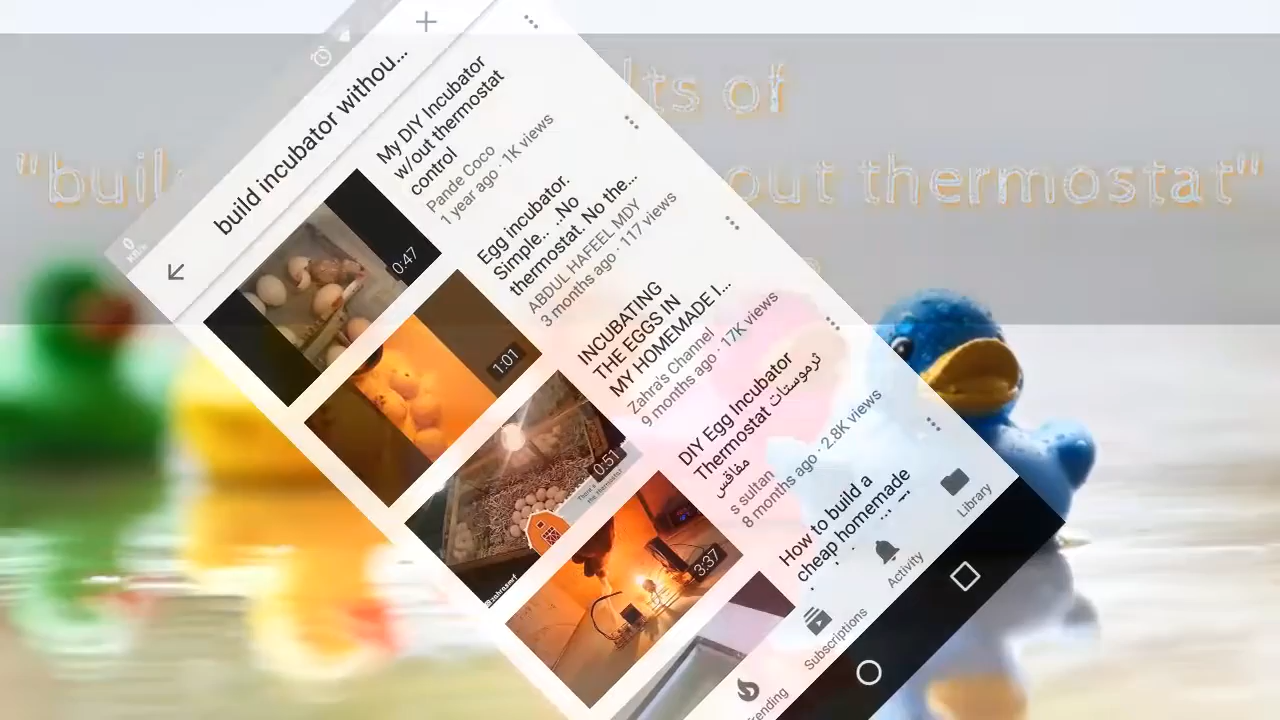 lts of
"buil
out thermostat"
build incubator withou...
My DIY Incubator
w/out thermostat
control
Pande Coco
1 year ago · 1K views
0:47
Egg incubator.
Simple.. ..No
thermostat. No the...
ABDUL HAFEEL MDY
3 months ago · 117 views
1:01
INCUBATING
THE EGGS IN
MY HOMEMADE I...
Zahra's Channel
9 months ago · 17K views
0:51
DIY Egg Incubator
Thermostat ثرموستات
مفاقس
s sultan
8 months ago · 2.8K views
3:37
How to build a
cheap homemade
rending
Subscriptions
Activity
Library